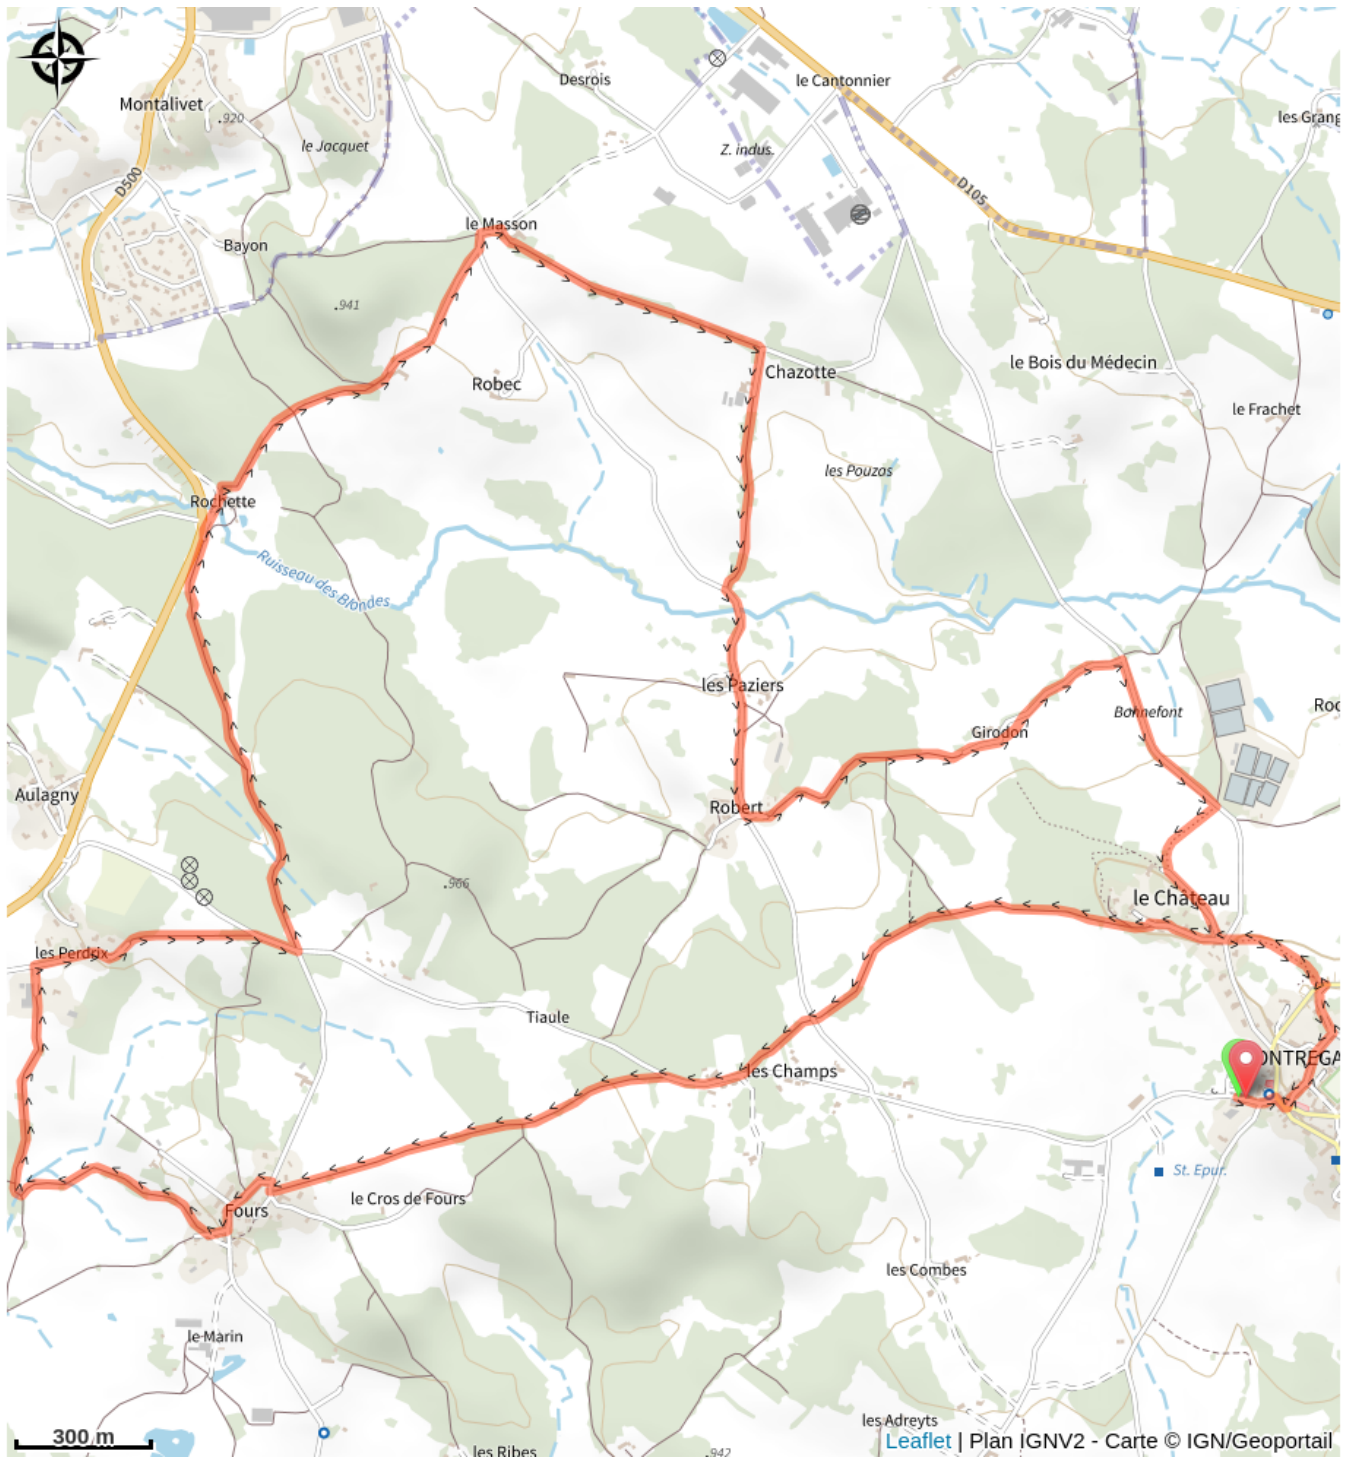 Desrois
le Cantonnier
Montalivet
.920
les Grang
le Jacquet
Z. indus.
D500
D105
le Masson
Bayon
.941
Chazotte
le Bois du Médecin
Robec
le Frachet
les Pouzas
Rochette
Ruisseau des Blondes
les Paziers
Bonnefont
Roc
Girodon
Aulagny
Robert
.966
le Château
les Perdrix
Tiaule
ONTREGA
les Champs
St. Epur.
le Cros de Fours
Fours
les Combes
le Marin
les Adreyts
300 m
les Ribes
.942
Leaflet | Plan IGNV2 - Carte © IGN/Geoportail